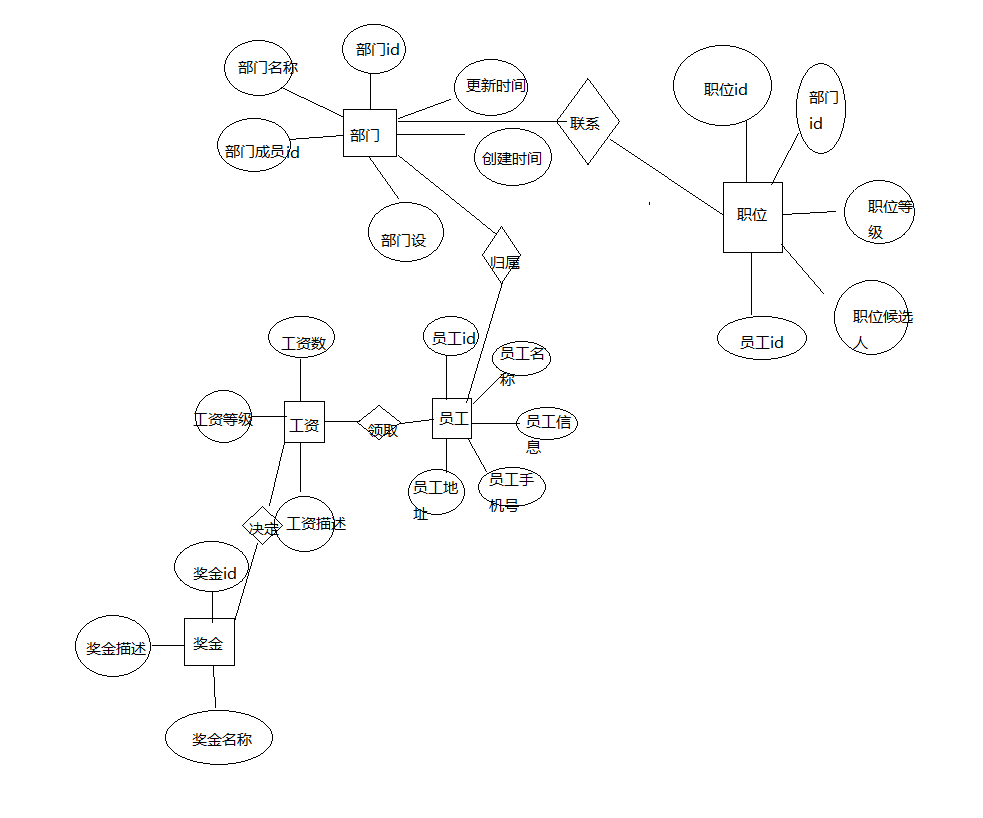 部门id
部门名称
更新时间
部门
联系
部门成员id
创建时间
部门设
归属
职位id
部门
id
职位
职位等
级
职位候选
人
员工id
工资数
员工id
员工名
称
工资等级
工资
领取
员工
员工信
息
员工地
址
员工手
机号
决定
工资描述
奖金id
奖金
奖金描述
奖金名称